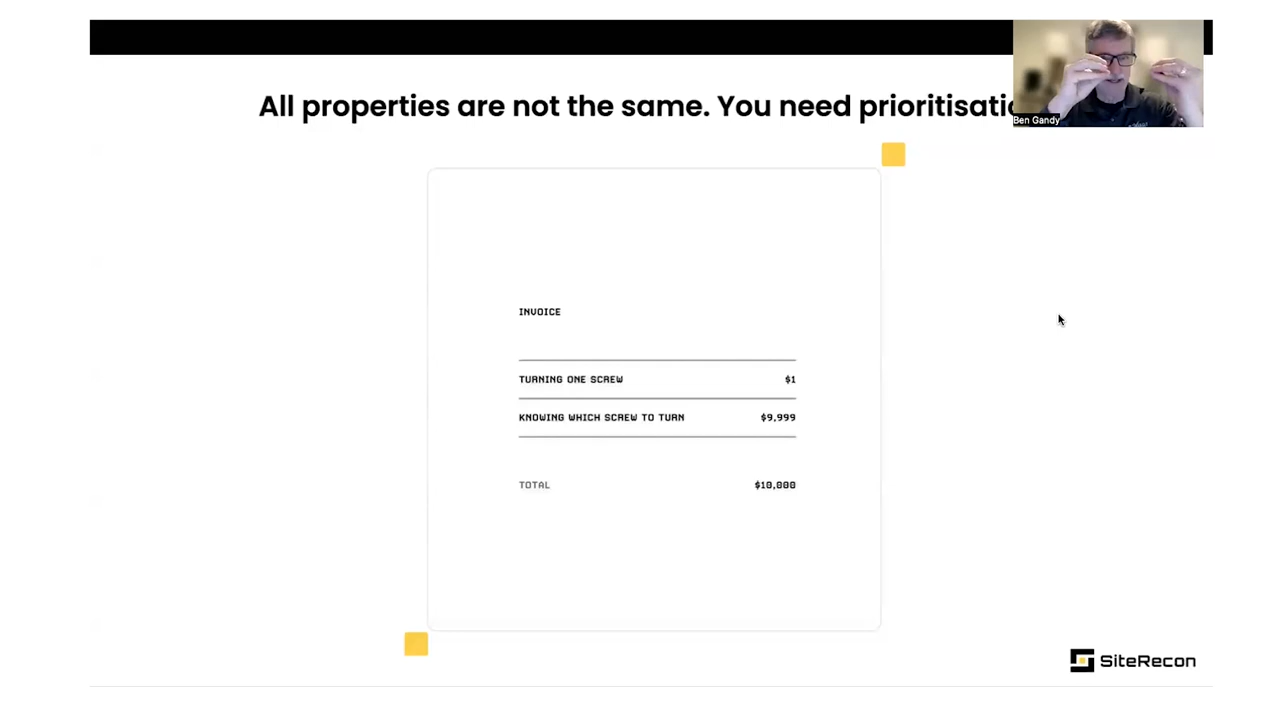 All properties are not the same. You need
Ben Gandy
INVOICE
TURNING ONE SCREW $1
KNOWING WHICH SCREW TO TURN $9,999
TOTAL $10,000
SiteRecon